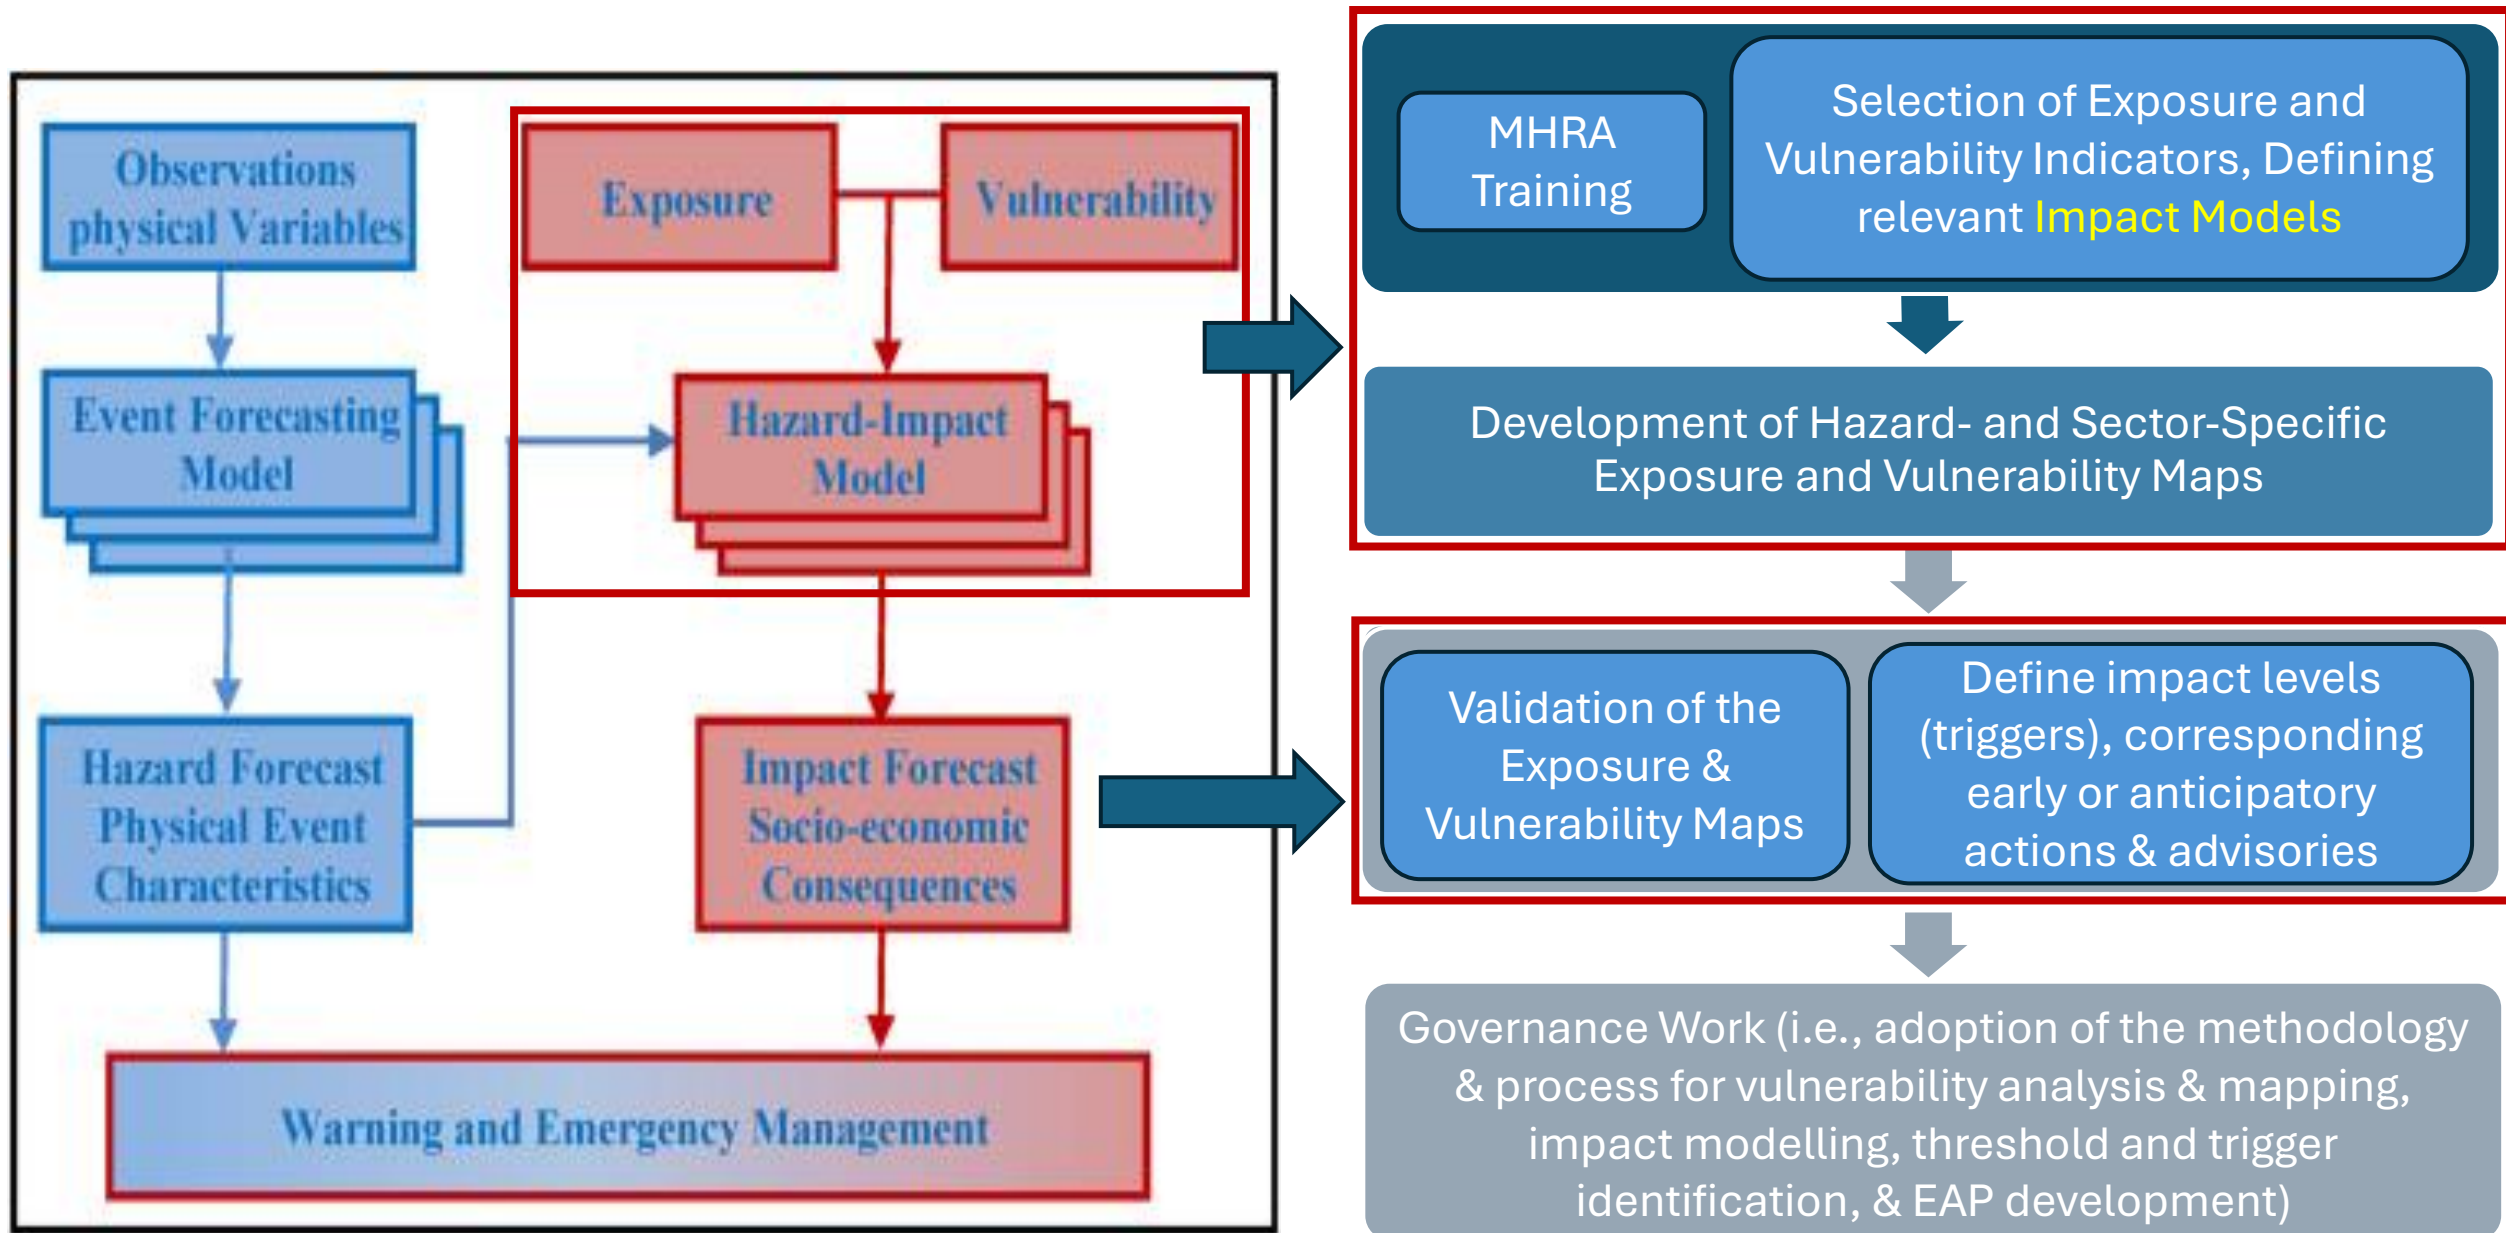 Observations
physical Variables
Event Forecasting
Model
Hazard Forecast
Physical Event
Characteristics
Exposure
Vulnerability
Hazard-Impact
Model
Impact Forecast
Socio-economic
Consequences
Warning and Emergency Management
MHRA
Training
Selection of Exposure and
Vulnerability Indicators, Defining
relevant Impact Models
Development of Hazard- and Sector-Specific
Exposure and Vulnerability Maps
Validation of the
Exposure &
Vulnerability Maps
Define impact levels
(triggers), corresponding
early or anticipatory
actions & advisories
Governance Work (i.e., adoption of the methodology
& process for vulnerability analysis & mapping,
impact modelling, threshold and trigger
identification, & EAP development)